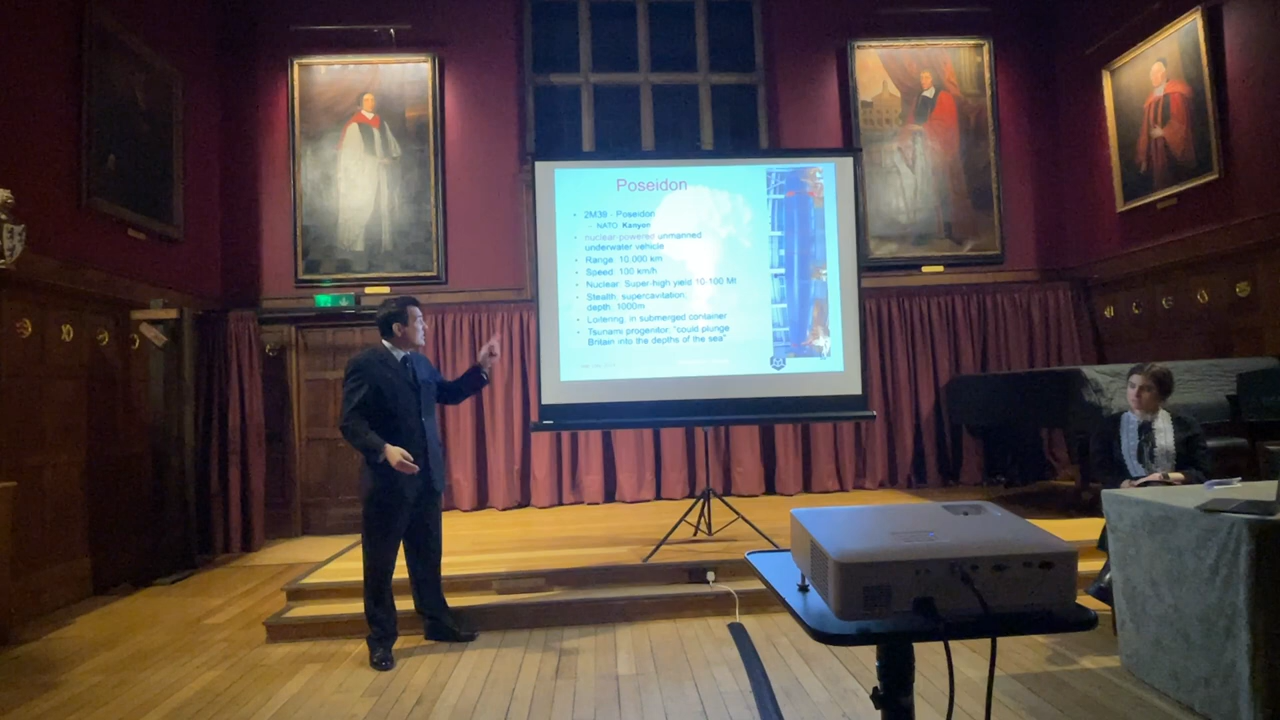 Poseidon
• 2M39 - Poseidon
– NATO: Kanyon
• nuclear-powered unmanned
underwater vehicle
• Range: 10,000 km
• Speed: 100 km/h
• Nuclear: Super-high yield 10-100 Mt
• Stealth: supercavitation;
depth: 1000m
• Loitering: in submerged container
• Tsunami progenitor: "could plunge
Britain into the depths of the sea"